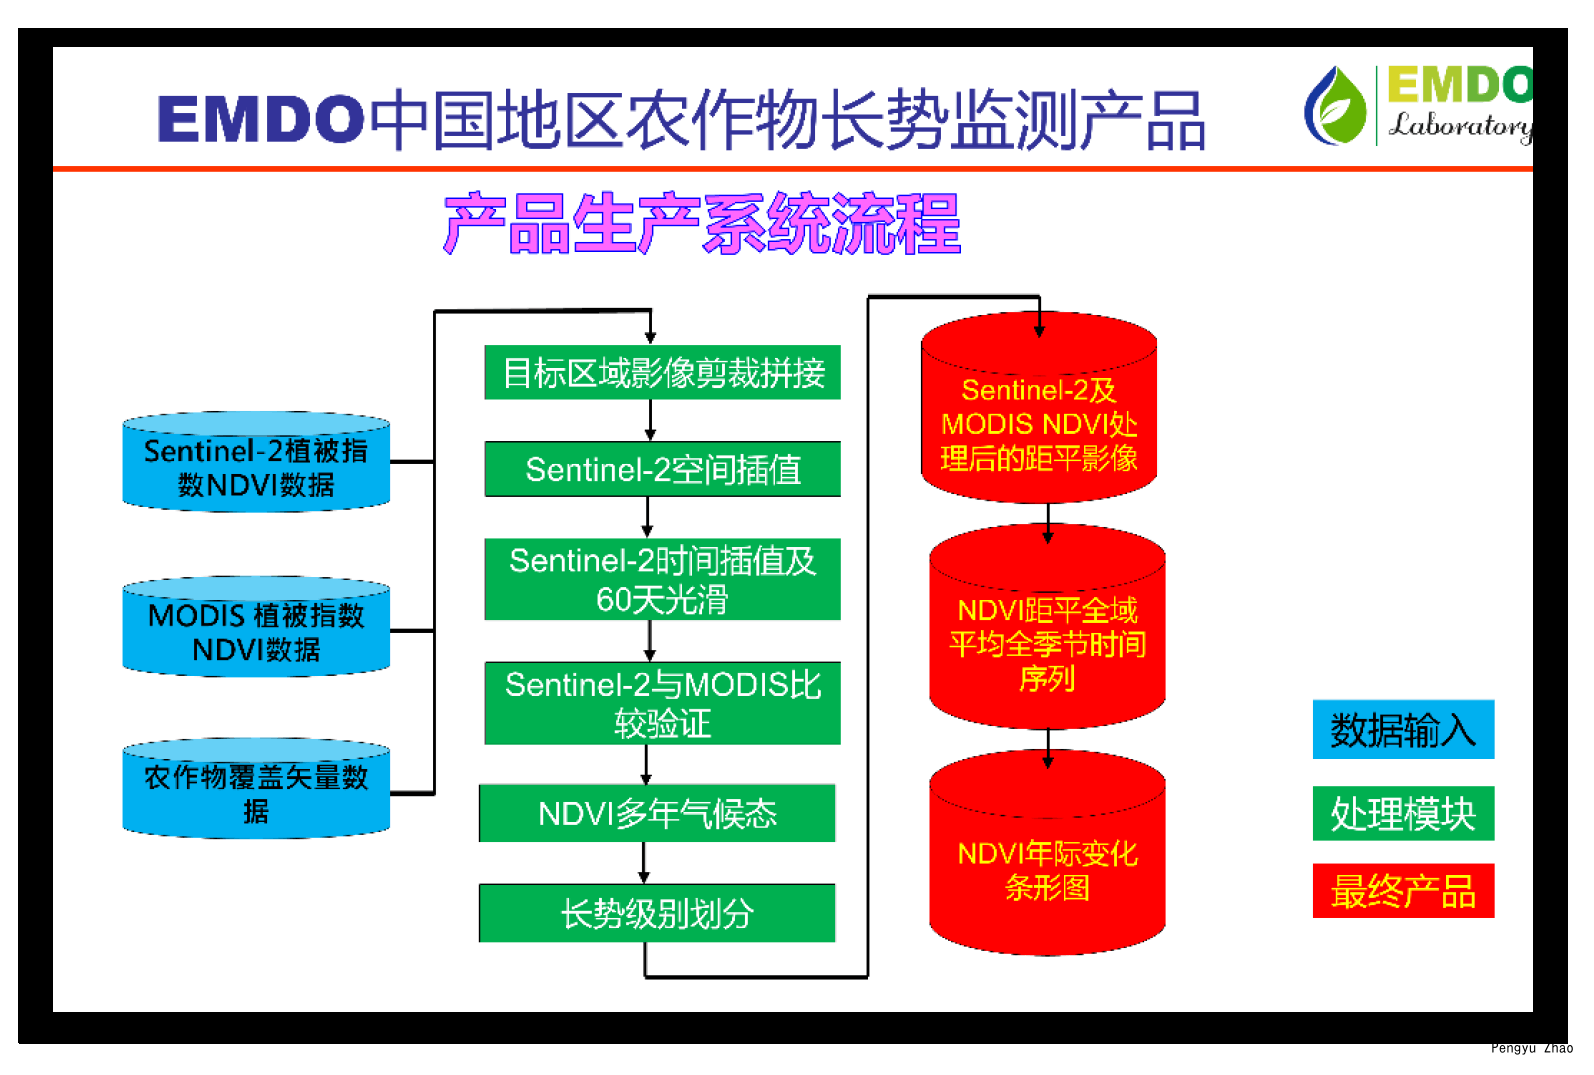 EMDO中国地区农作物长势监测产品
EMDO
Laboratory
产品生产系统流程
Sentinel-2植被指
数NDVI数据
MODIS 植被指数
NDVI数据
农作物覆盖矢量数
据
目标区域影像剪裁拼接
Sentinel-2空间插值
Sentinel-2时间插值及
60天光滑
Sentinel-2与MODIS比
较验证
NDVI多年气候态
长势级别划分
Sentinel-2及
MODIS NDVI处
理后的距平影像
NDVI距平全域
平均全季节时间
序列
NDVI年际变化
条形图
数据输入
处理模块
最终产品
Pengyu Zhao